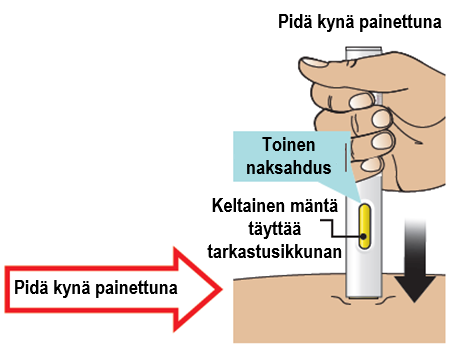 Pidä kynä painettuna
Toinen
naksahdus
Keltainen mäntä
täyttää
tarkastusikkunan
Pidä kynä painettuna